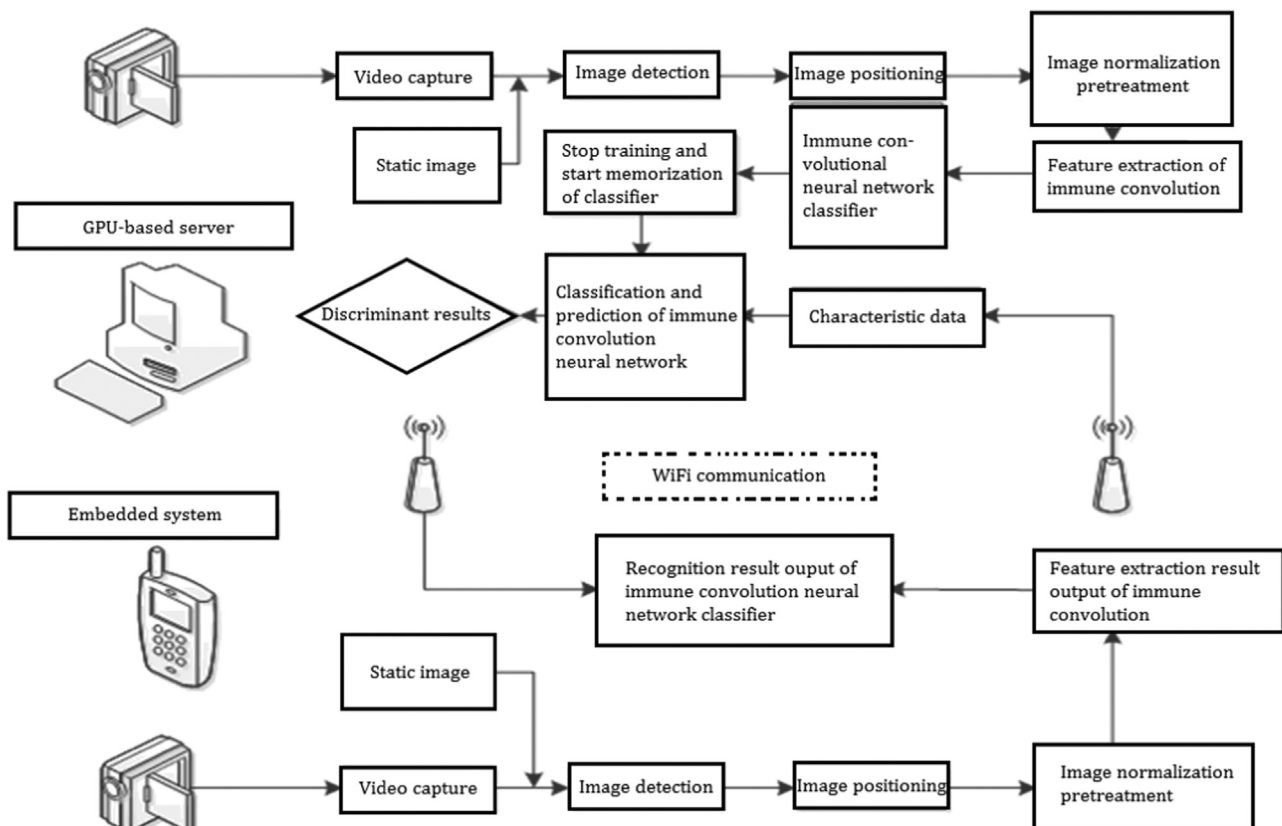 Video capture
Image detection
Image positioning
Image normalization
pretreatment
Static image
Stop training and
start memorization
of classifier
Immune con-
volutional
neural network
classifier
Feature extraction of
immune convolution
GPU-based server
Discriminant results
Classification and
prediction of immune
convolution
neural network
Characteristic data
WiFi communication
Embedded system
Recognition result ouput of
immune convolution neural
network classifier
Feature extraction result
output of immune
convolution
Static image
Video capture
Image detection
Image positioning
Image normalization
pretreatment